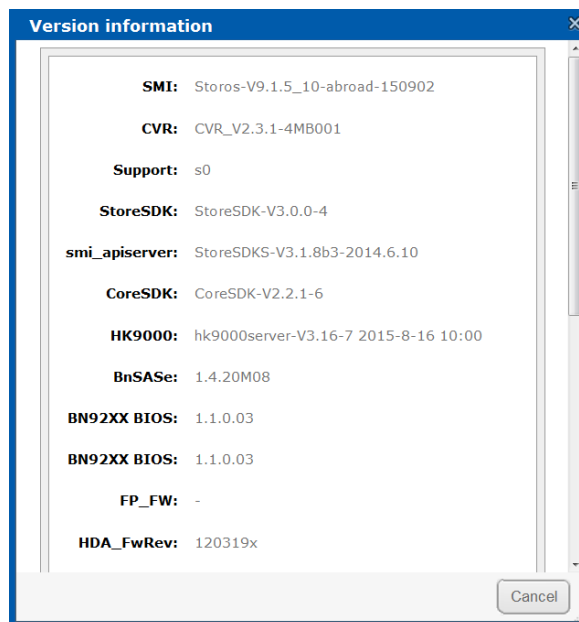 Version information
SMI: Storos-V9.1.5_10-abroad-150902
CVR: CVR_V2.3.1-4MB001
Support: s0
StoreSDK: StoreSDK-V3.0.0-4
smi_apiserver: StoreSDKS-V3.1.8b3-2014.6.10
CoreSDK: CoreSDK-V2.2.1-6
HK9000: hk9000server-V3.16-7 2015-8-16 10:00
BnSASe: 1.4.20M08
BN92XX BIOS: 1.1.0.03
BN92XX BIOS: 1.1.0.03
FP_FW: -
HDA_FwRev: 120319x
Cancel